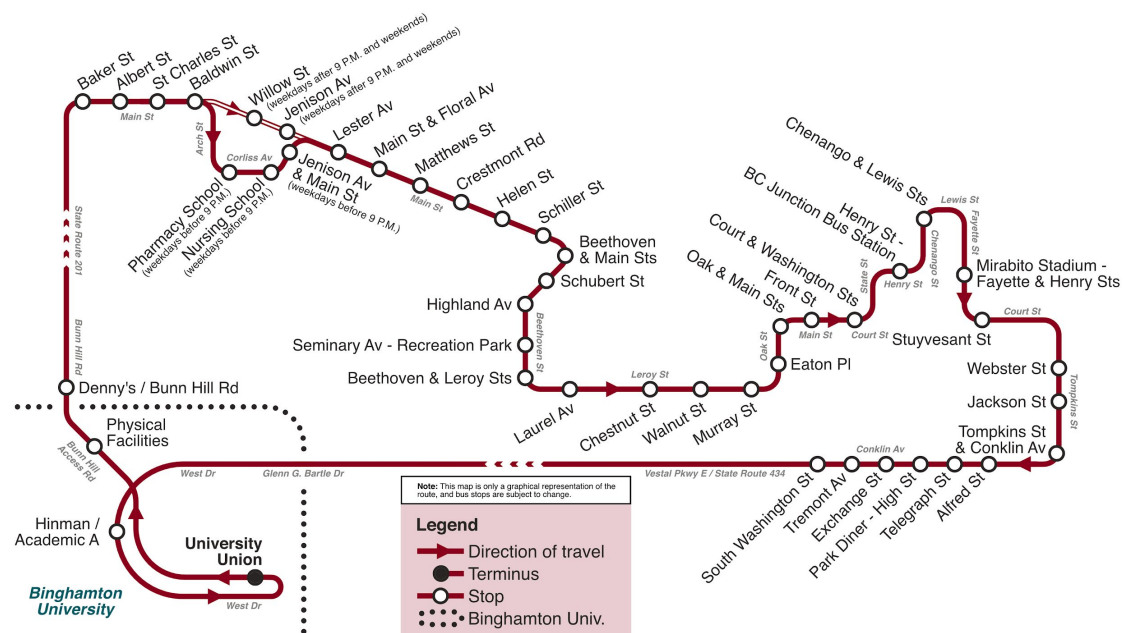 Baker St
Albert St
St Charles St
Baldwin St
Main St
Willow St
(weekdays after 9 P.M. and weekends)
Jenison Av
(weekdays after 9 P.M. and weekends)
Arch St
Corliss Av
Pharmacy School
(weekdays before 9 P.M.)
Nursing School
(weekdays before 9 P.M.)
Jenison Av
& Main St
(weekdays before 9 P.M.)
Lester Av
Main St & Floral Av
Matthews St
Main St
Crestmont Rd
Helen St
Schiller St
Beethoven
& Main Sts
Schubert St
Highland Av
Beethoven St
Seminary Av - Recreation Park
Beethoven & Leroy Sts
Laurel Av
Leroy St
Chestnut St
Walnut St
Murray St
Eaton Pl
Oak St
Oak & Main Sts
Front St
Main St
Court & Washington Sts
Court St
State St
Henry St -
BC Junction Bus Station
Henry St
Chenango St
Chenango & Lewis Sts
Lewis St
Fayette St
Mirabito Stadium -
Fayette & Henry Sts
Stuyvesant St
Court St
Webster St
Jackson St
Tompkins St
Tompkins St
& Conklin Av
Alfred St
Telegraph St
Park Diner - High St
Exchange St
Tremont Av
South Washington St
Conklin Av
Vestal Pkwy E / State Route 434
Glenn G. Bartle Dr
West Dr
State Route 201
Bunn Hill Rd
Denny's / Bunn Hill Rd
Physical
Facilities
Bunn Hill
Access Rd
Hinman /
Academic A
University
Union
West Dr
Binghamton
University
Note: This map is only a graphical representation of the
route, and bus stops are subject to change.
Legend
Direction of travel
Terminus
Stop
Binghamton Univ.